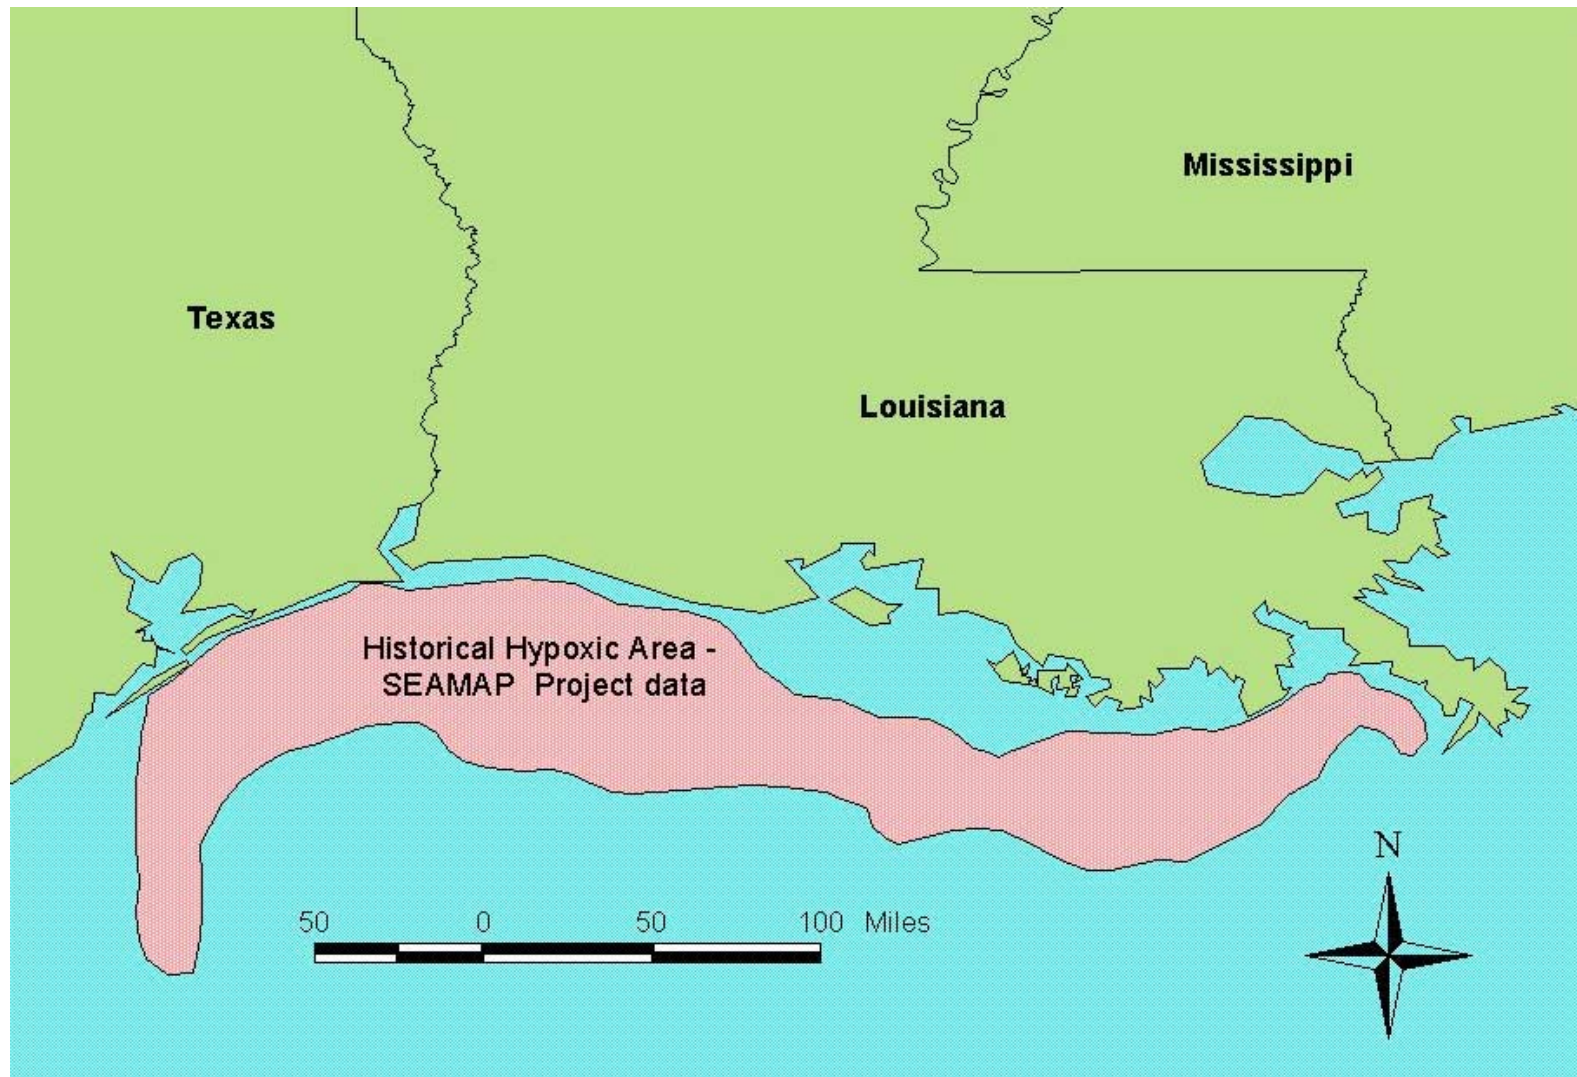 Mississippi
Texas
Louisiana
Historical Hypoxic Area -
SEAMAP Project data
N
50 0 50 100 Miles